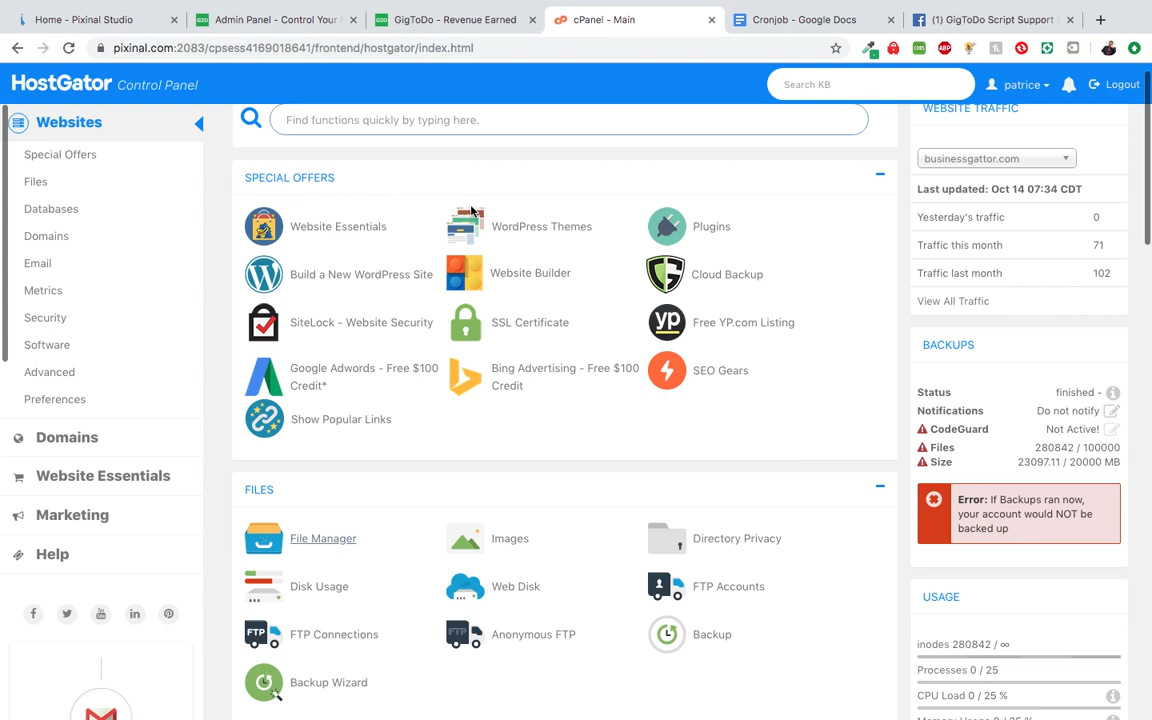 Home - Pixinal Studio
Admin Panel - Control Your
GigToDo - Revenue Earned
cPanel - Main
Cronjob - Google Docs
(1) GigToDo Script Support
pixinal.com:2083/cpsess4169018641/frontend/hostgator/index.html
HostGator Control Panel
Search KB
patrice
Logout
Websites
Special Offers
Files
Databases
Domains
Email
Metrics
Security
Software
Advanced
Preferences
Domains
Website Essentials
Marketing
Help
Find functions quickly by typing here.
SPECIAL OFFERS
Website Essentials
WordPress Themes
Plugins
Build a New WordPress Site
Website Builder
Cloud Backup
SiteLock - Website Security
SSL Certificate
Free YP.com Listing
Google Adwords - Free $100
Credit*
Bing Advertising - Free $100
Credit
SEO Gears
Show Popular Links
FILES
File Manager
Images
Directory Privacy
Disk Usage
Web Disk
FTP Accounts
FTP Connections
Anonymous FTP
Backup
Backup Wizard
WEBSITE TRAFFIC
businessgattor.com
Last updated: Oct 14 07:34 CDT
Yesterday's traffic 0
Traffic this month 71
Traffic last month 102
View All Traffic
BACKUPS
Status finished -
Notifications Do not notify
CodeGuard Not Active!
Files 280842 / 100000
Size 23097.11 / 20000 MB
Error: If Backups ran now,
your account would NOT be
backed up
USAGE
inodes 280842 / ∞
Processes 0 / 25
CPU Load 0 / 25 %